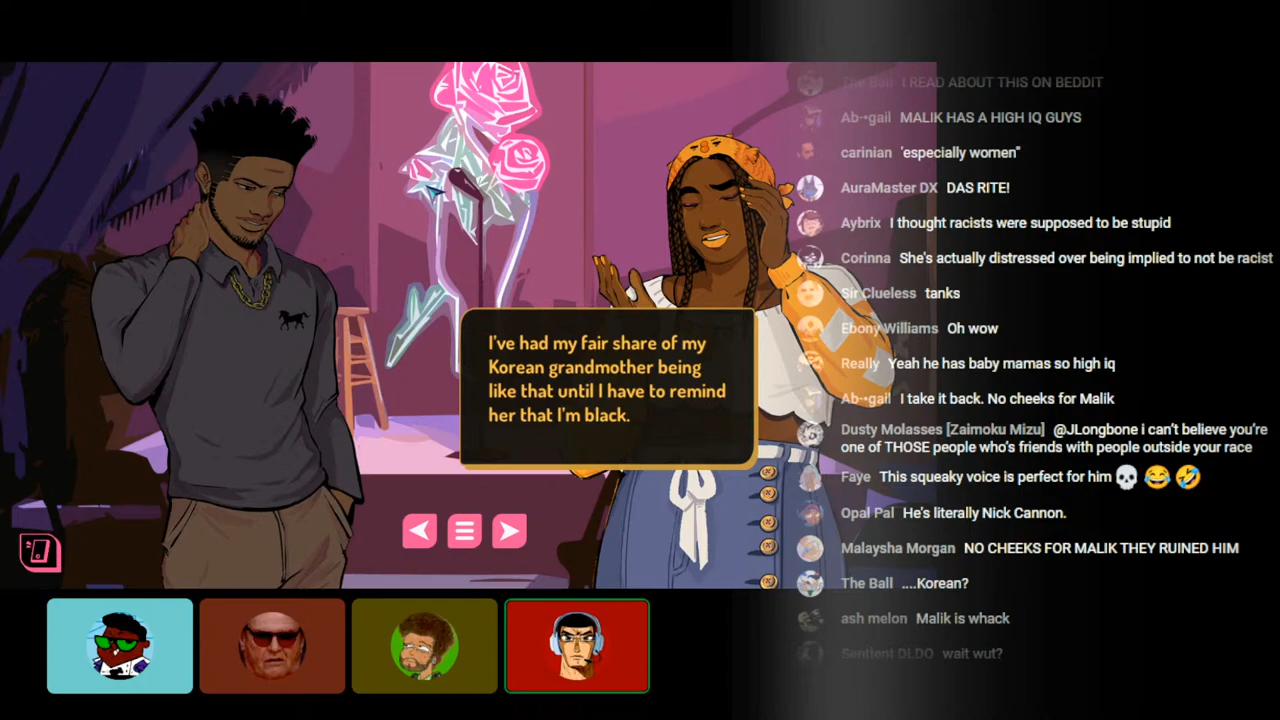 I've had my fair share of my
Korean grandmother being
like that until I have to remind
her that I'm black.
The Ball I READ ABOUT THIS ON BEDDIT
Ab·•gail MALIK HAS A HIGH IQ GUYS
carinian 'especially women"
AuraMaster DX DAS RITE!
Aybrix I thought racists were supposed to be stupid
Corinna She's actually distressed over being implied to not be racist
Sir Clueless tanks
Ebony Williams Oh wow
Really Yeah he has baby mamas so high iq
Ab·•gail I take it back. No cheeks for Malik
Dusty Molasses [Zaimoku Mizu] @JLongbone i can't believe you're
one of THOSE people who's friends with people outside your race
Faye This squeaky voice is perfect for him 💀😂🤣
Opal Pal He's literally Nick Cannon.
Malaysha Morgan NO CHEEKS FOR MALIK THEY RUINED HIM
The Ball ....Korean?
ash melon Malik is whack
Sentient DLDO wait wut?